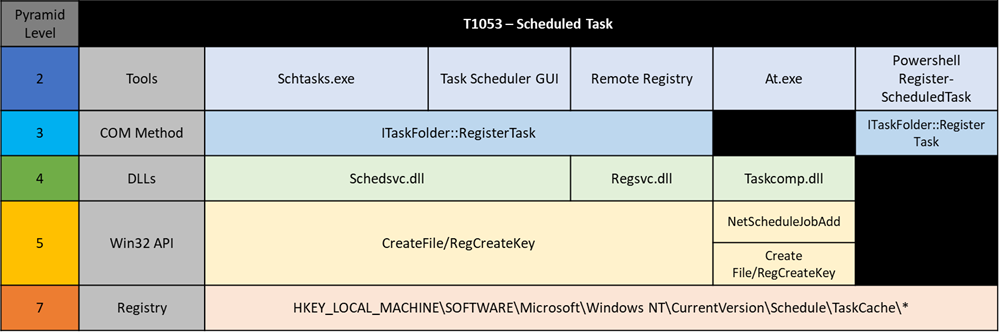 Pyramid
Level
T1053 – Scheduled Task
2
Tools
Schtasks.exe
Task Scheduler GUI
Remote Registry
At.exe
Powershell
Register-
ScheduledTask
3
COM Method
ITaskFolder::RegisterTask
ITaskFolder::Register
Task
4
DLLs
Schedsvc.dll
Regsvc.dll
Taskcomp.dll
5
Win32 API
CreateFile/RegCreateKey
NetScheduleJobAdd
Create
File/RegCreateKey
7
Registry
HKEY_LOCAL_MACHINE\SOFTWARE\Microsoft\Windows NT\CurrentVersion\Schedule\TaskCache\*